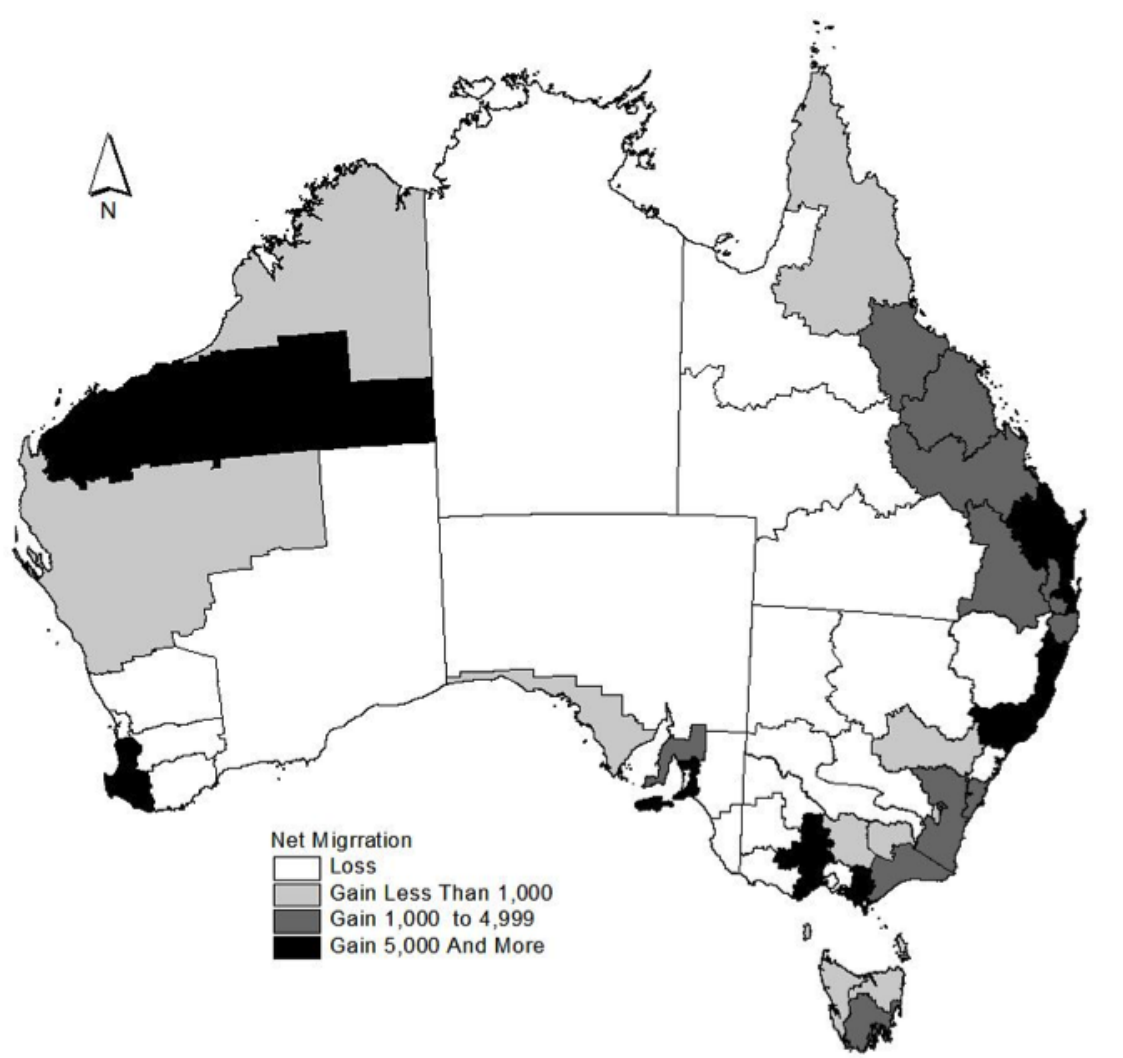 N
Net Migrration
Loss
Gain Less Than 1,000
Gain 1,000 to 4,999
Gain 5,000 And More